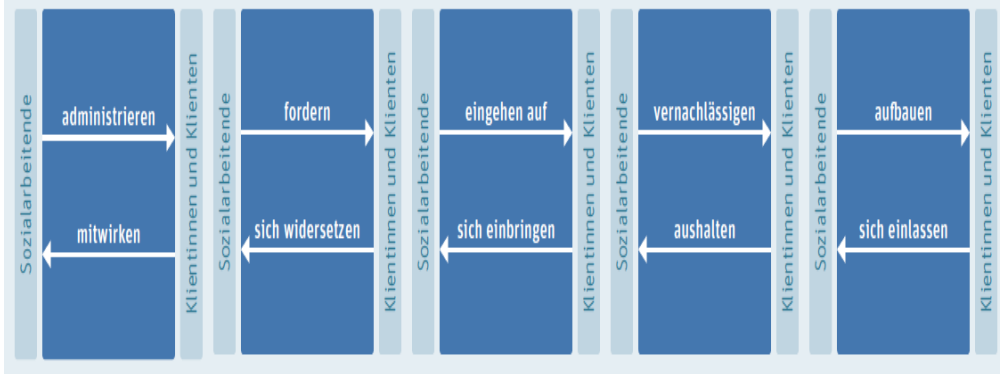 Sozialarbeitende
administrieren
mitwirken
Klientinnen und Klienten
Sozialarbeitende
fordern
sich widersetzen
Klientinnen und Klienten
Sozialarbeitende
eingehen auf
sich einbringen
Klientinnen und Klienten
Sozialarbeitende
vernachlässigen
aushalten
Klientinnen und Klienten
Sozialarbeitende
aufbauen
sich einlassen
Klientinnen und Klienten